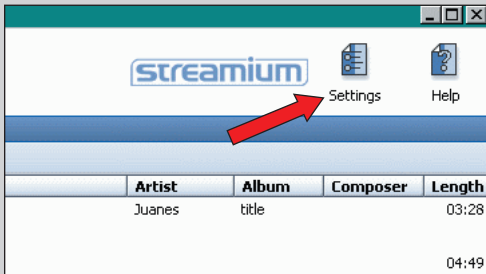 streamium
Settings Help
Artist Album Composer Length
Juanes title 03:28
04:49